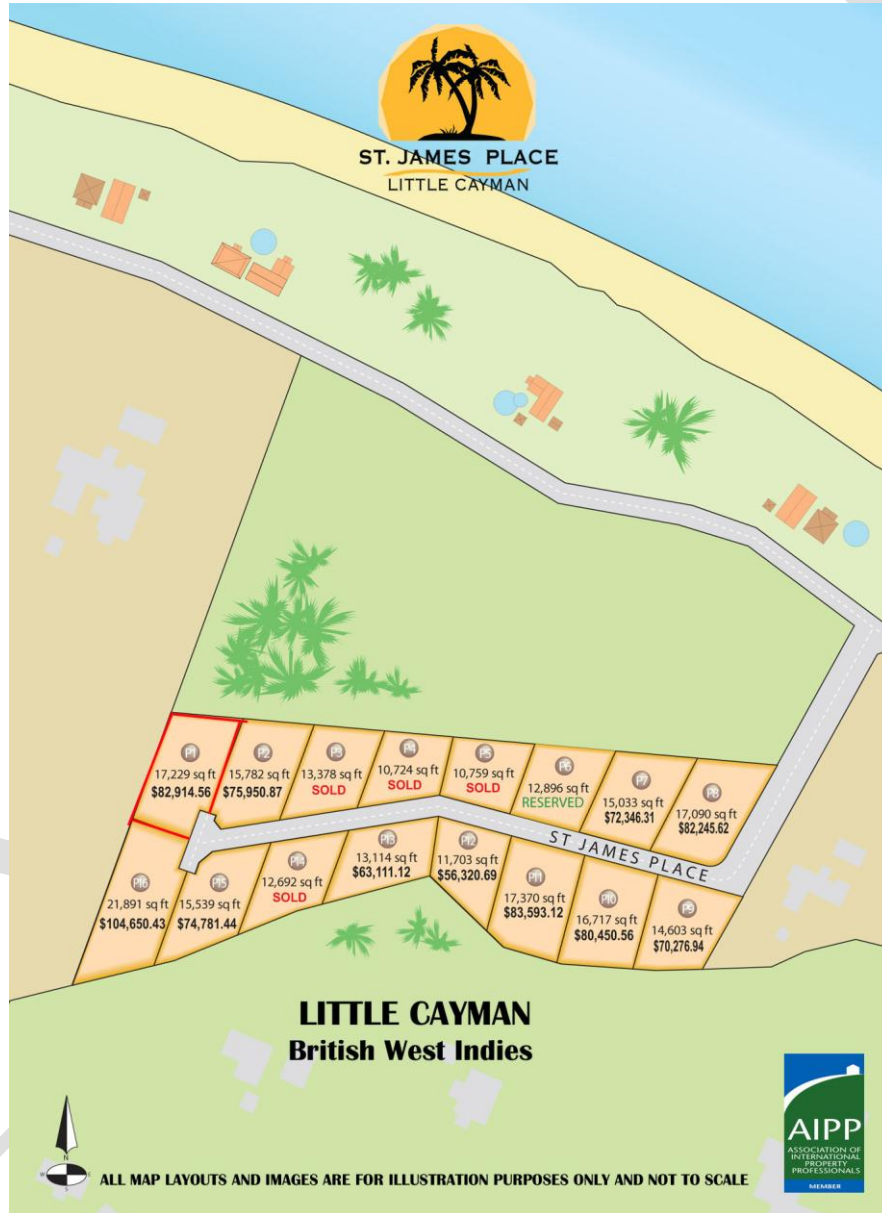 ST. JAMES PLACE
LITTLE CAYMAN
P1
17,229 sq ft
$82,914.56
P2
15,782 sq ft
$75,950.87
P3
13,378 sq ft
SOLD
P4
10,724 sq ft
SOLD
P5
10,759 sq ft
SOLD
P6
12,896 sq ft
RESERVED
P7
15,033 sq ft
$72,346.31
P8
17,090 sq ft
$82,245.62
ST JAMES PLACE
P16
21,891 sq ft
$104,650.43
P15
15,539 sq ft
$74,781.44
P14
12,692 sq ft
SOLD
P13
13,114 sq ft
$63,111.12
P12
11,703 sq ft
$56,320.69
P11
17,370 sq ft
$83,593.12
P10
16,717 sq ft
$80,450.56
P9
14,603 sq ft
$70,276.94
LITTLE CAYMAN
British West Indies
N
W
E
S
ALL MAP LAYOUTS AND IMAGES ARE FOR ILLUSTRATION PURPOSES ONLY AND NOT TO SCALE
AIPP
ASSOCIATION OF
INTERNATIONAL
PROPERTY
PROFESSIONALS
MEMBER